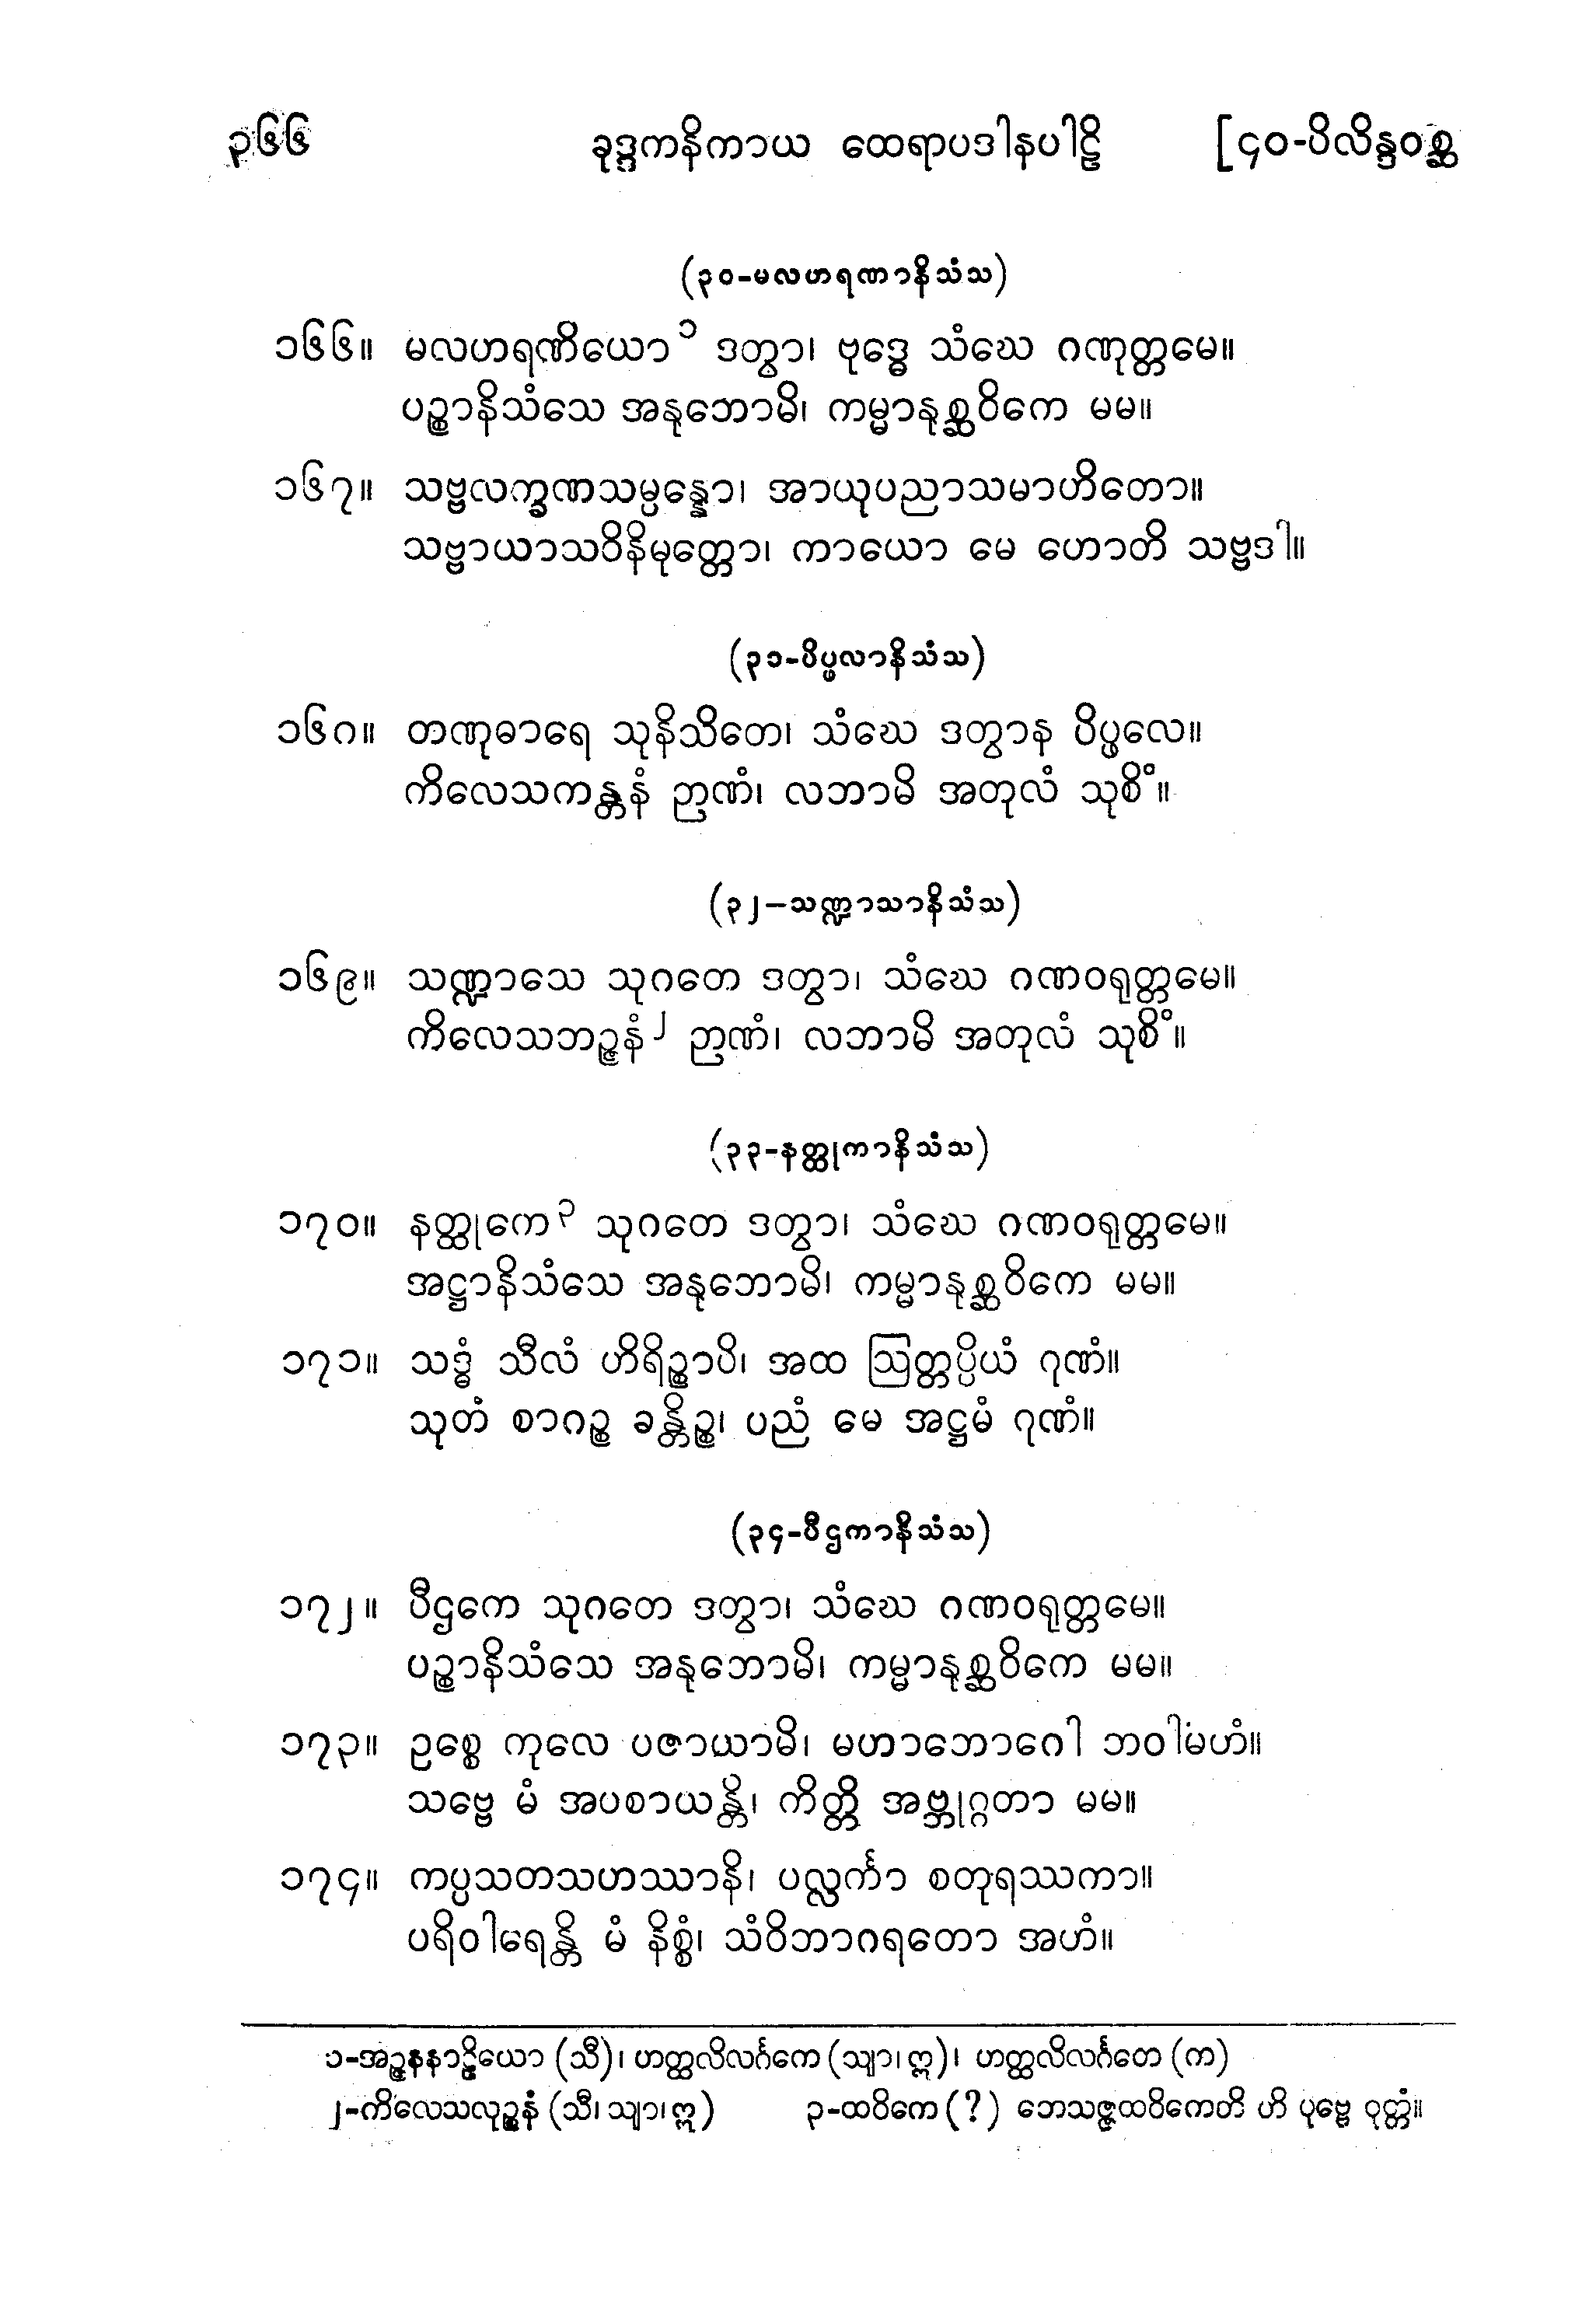 ၃၆၆ ခုဒ္ဒကနိကာယ ထေရာပဒါနပါဠိ [၄၀-ပိလိန္ဒဝစ္ဆ
(၃၀-မလဟရဏာနိသံသ)
၁၆၆။ မလဟရဏိယော၁ ဒတွာ၊ ဗုဒ္ဓေ သံဃေ ဂဏုတ္တမေ။
ပဉ္စာနိသံသေ အနုဘောမိ၊ ကမ္မာနုစ္ဆဝိကေ မမ။
၁၆၇။ သဗ္ဗလက္ခဏသမ္ပန္နော၊ အာယုပညာသမာဟိတော။
သဗ္ဗာယာသဝိနိမုတ္တော၊ ကာယော မေ ဟောတိ သဗ္ဗဒါ။
(၃၁-ပိပ္ဖလာနိသံသ)
၁၆၈။ တဏုဓာရေ သုနိသိတေ၊ သံဃေ ဒတွာန ပိပ္ဖလေ။
ကိလေသကန္တနံ ဉာဏံ၊ လဘာမိ အတုလံ သုစိံ။
(၃၂–သဏ္ဍာသာနိသံသ)
၁၆၉။ သဏ္ဍာသေ သုဂတေ ဒတွာ၊ သံဃေ ဂဏဝရုတ္တမေ။
ကိလေသဘဉ္ဇနံ၂ ဉာဏံ၊ လဘာမိ အတုလံ သုစိံ။
(၃၃-နတ္ထုကာနိသံသ)
၁၇၀။ နတ္ထုကေ၃ သုဂတေ ဒတွာ၊ သံဃေ ဂဏဝရုတ္တမေ။
အဋ္ဌာနိသံသေ အနုဘောမိ၊ ကမ္မာနုစ္ဆဝိကေ မမ။
၁၇၁။ သဒ္ဓံ သီလံ ဟိရိဉ္စာပိ၊ အထ ဩတ္တပ္ပိယံ ဂုဏံ။
သုတံ စာဂဉ္စ ခန္တိဉ္စ၊ ပညံ မေ အဋ္ဌမံ ဂုဏံ။
(၃၄-ပီဌကာနိသံသ)
၁၇၂။ ပီဌကေ သုဂတေ ဒတွာ၊ သံဃေ ဂဏဝရုတ္တမေ။
ပဉ္စာနိသံသေ အနုဘောမိ၊ ကမ္မာနုစ္ဆဝိကေ မမ။
၁၇၃။ ဥစ္စေ ကုလေ ပဇာယာမိ၊ မဟာဘောဂေါ ဘဝါမဟံ။
သဗ္ဗေ မံ အပစာယန္တိ၊ ကိတ္တိ အဗ္ဘုဂ္ဂတာ မမ။
၁၇၄။ ကပ္ပသတသဟဿာနိ၊ ပလ္လင်္ကာ စတုရဿကာ။
ပရိဝါရေန္တိ မံ နိစ္စံ၊ သံဝိဘာဂရတော အဟံ။
၁-အဉ္ဇနနာဠိယော (သီ)၊ ဟတ္ထလိလင်္ဂကေ (သျာ၊ ဣ)၊ ဟတ္ထလိလင်္ဂတေ (က)
၂-ကိလေသလုဉ္စနံ (သီ၊ သျာ၊ ဣ) ၃-ထဝိကေ (?) ဘေသဇ္ဇထဝိကေတိ ဟိ ပုဗ္ဗေ ဝုတ္တံ။